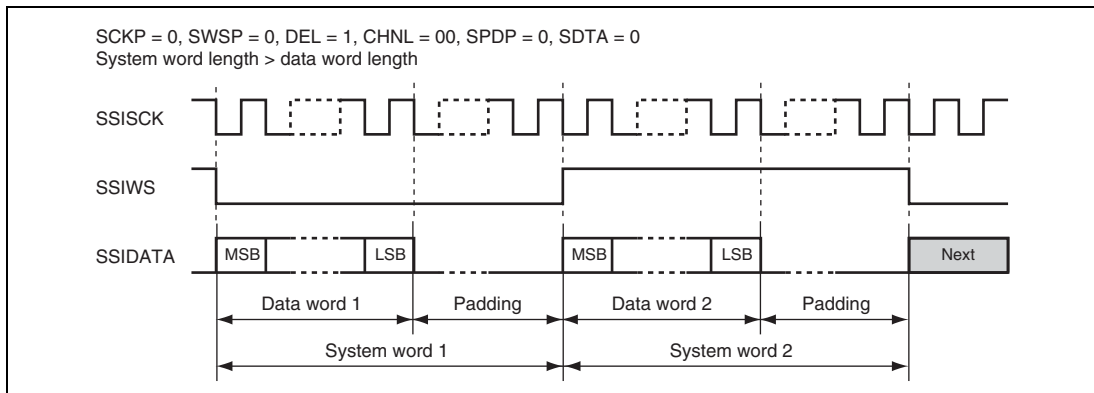 SCKP = 0, SWSP = 0, DEL = 1, CHNL = 00, SPDP = 0, SDTA = 0
System word length > data word length
SSISCK
SSIWS
SSIDATA
MSB
LSB
MSB
LSB
Next
Data word 1
Padding
Data word 2
Padding
System word 1
System word 2